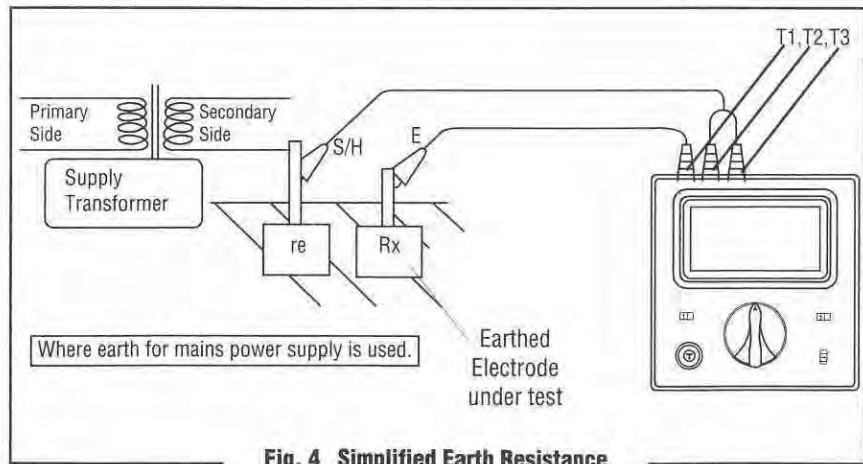 T1,T2,T3
Primary
Side
Secondary
Side
S/H
E
Supply
Transformer
re
Rx
Where earth for mains power supply is used.
Earthed
Electrode
under test
Fig. 4 Simplified Earth Resistance